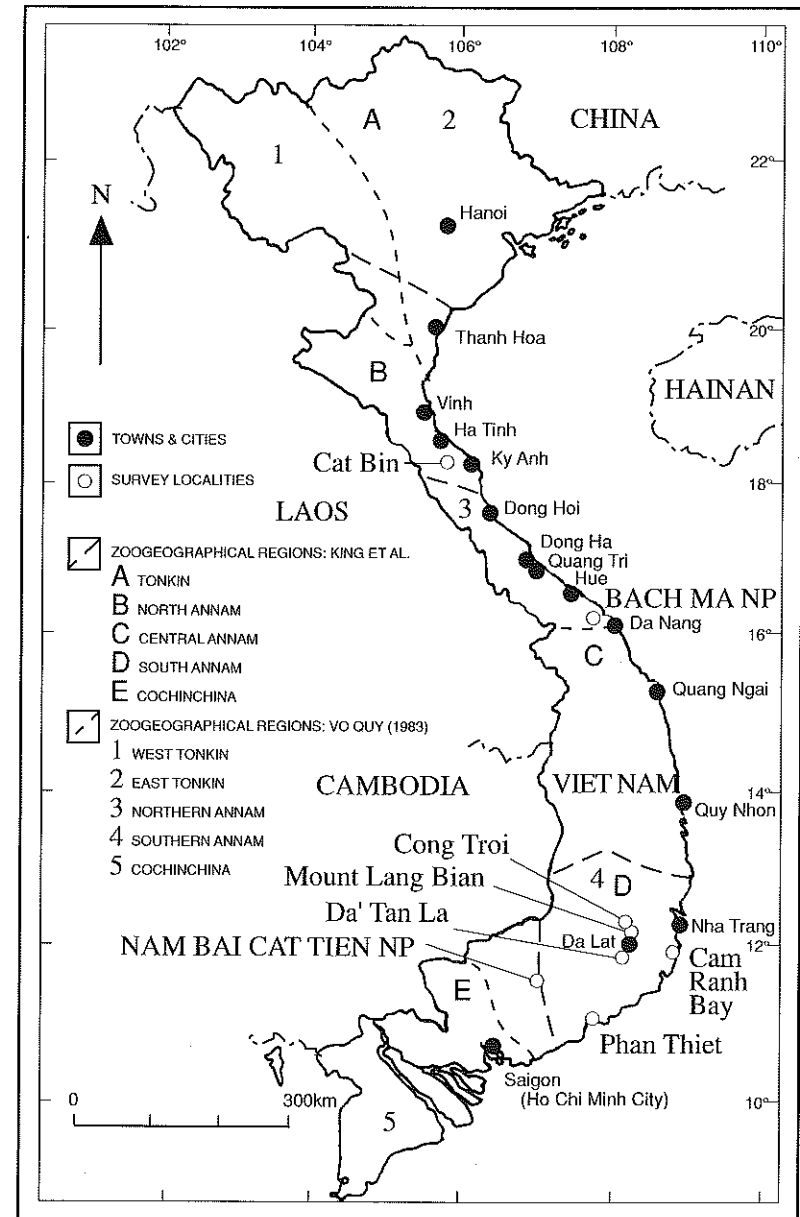 102°
104°
106°
108°
110°
A
2
CHINA
1
22°
N
Hanoi
20°
Thanh Hoa
B
HAINAN
Vinh
TOWNS & CITIES
Ha Tinh
Cat Bin
Ky Anh
SURVEY LOCALITIES
18°
LAOS
3
Dong Hoi
Dong Ha
ZOOGEOGRAPHICAL REGIONS: KING ET AL.
Quang Tri
A TONKIN
Hue
B NORTH ANNAM
BACH MA NP
C CENTRAL ANNAM
Da Nang
16°
D SOUTH ANNAM
C
E COCHINCHINA
Quang Ngai
ZOOGEOGRAPHICAL REGIONS: VO QUY (1983)
1 WEST TONKIN
2 EAST TONKIN
CAMBODIA
VIET NAM
3 NORTHERN ANNAM
14°
4 SOUTHERN ANNAM
Quy Nhon
5 COCHINCHINA
Cong Troi
Mount Lang Bian
4
D
Da' Tan La
Nha Trang
NAM BAI CAT TIEN NP
Da Lat
12°
Cam
Ranh
Bay
E
Phan Thiet
Saigon
(Ho Chi Minh City)
0
300km
10°
5